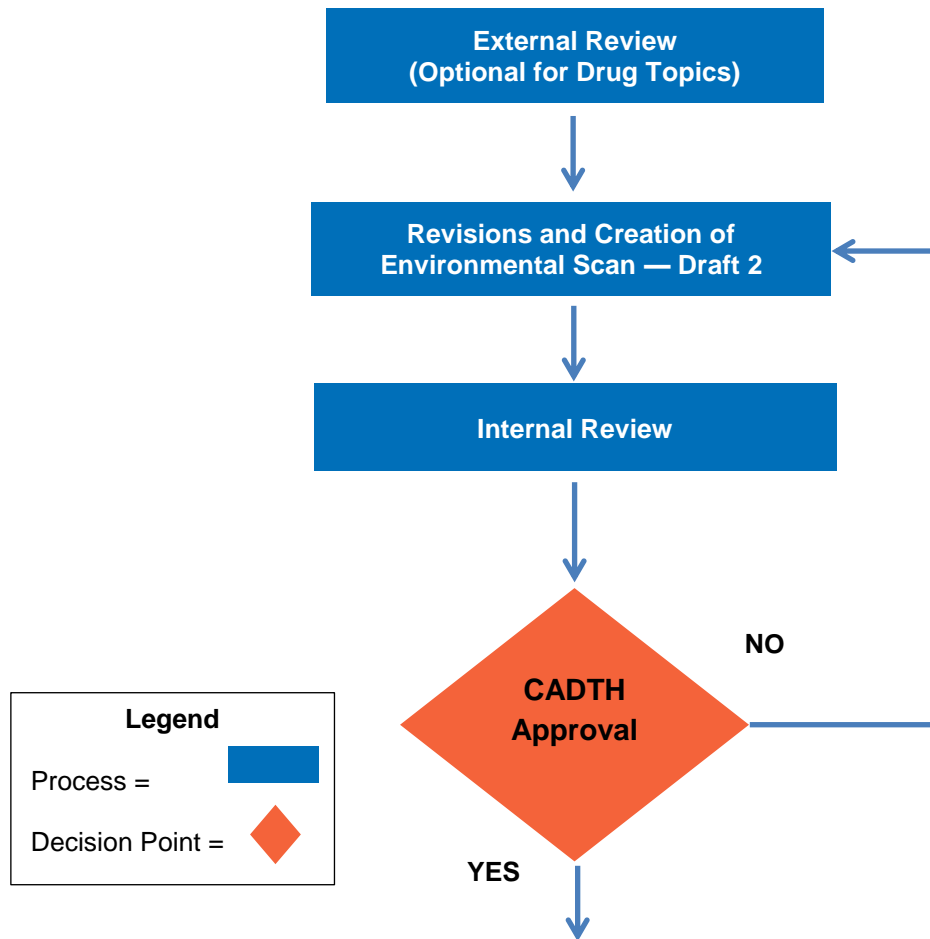 External Review
(Optional for Drug Topics)
Revisions and Creation of
Environmental Scan — Draft 2
Internal Review
NO
CADTH
Approval
Legend
Process =
Decision Point =
YES